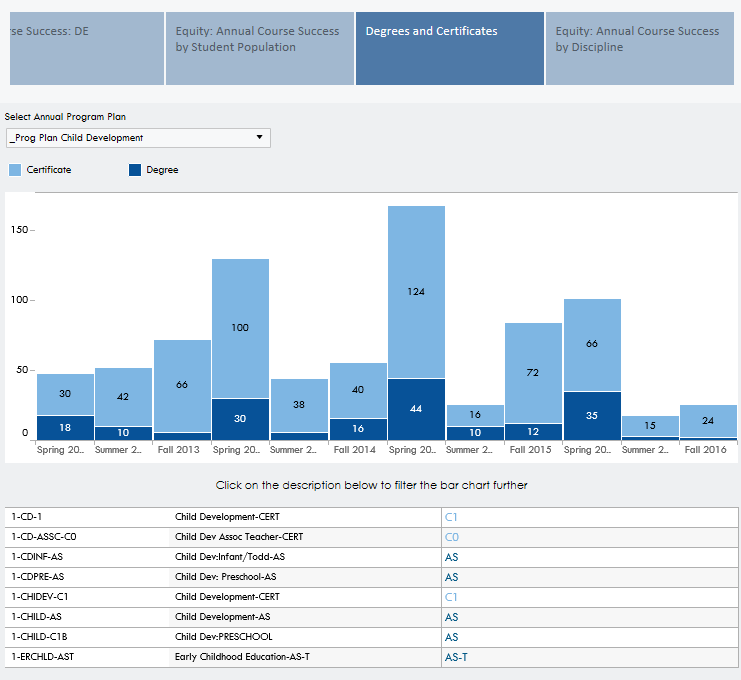 se Success: DE
Equity: Annual Course Success
by Student Population
Degrees and Certificates
Equity: Annual Course Success
by Discipline
Select Annual Program Plan
_Prog Plan Child Development
Certificate
Degree
150
100
50
0
30
18
42
10
66
100
30
38
40
16
124
44
16
10
72
12
66
35
15
24
Spring 20..
Summer 2..
Fall 2013
Spring 20..
Summer 2..
Fall 2014
Spring 20..
Summer 2..
Fall 2015
Spring 20..
Summer 2..
Fall 2016
Click on the description below to filter the bar chart further
1-CD-1 Child Development-CERT C1
1-CD-ASSC-C0 Child Dev Assoc Teacher-CERT C0
1-CDINF-AS Child Dev:Infant/Todd-AS AS
1-CDPRE-AS Child Dev: Preschool-AS AS
1-CHIDEV-C1 Child Development-CERT C1
1-CHILD-AS Child Development-AS AS
1-CHILD-C1B Child Dev:PRESCHOOL AS
1-ERCHLD-AST Early Childhood Education-AS-T AS-T